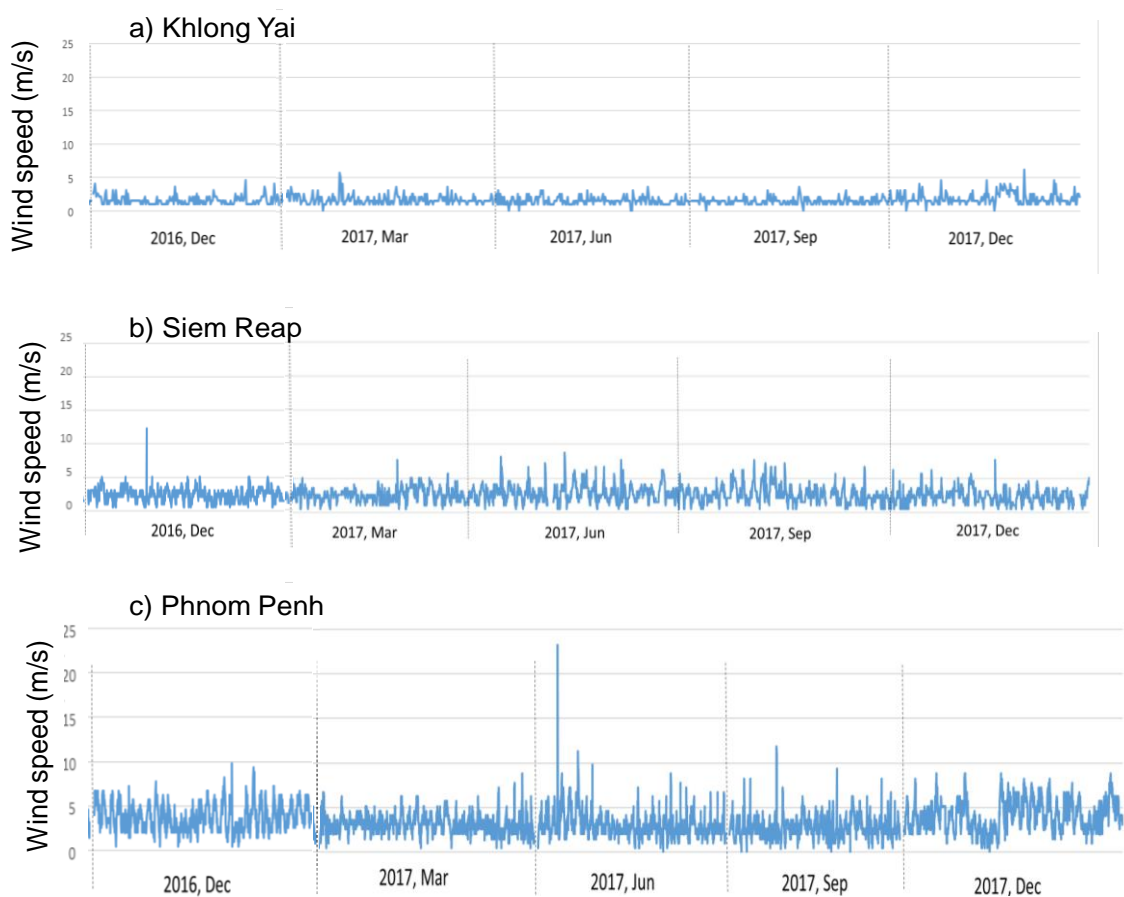 a) Khlong Yai
Wind speed (m/s)
25
20
15
10
5
0
2016, Dec
2017, Mar
2017, Jun
2017, Sep
2017, Dec
b) Siem Reap
Wind speed (m/s)
25
20
15
10
5
0
2016, Dec
2017, Mar
2017, Jun
2017, Sep
2017, Dec
c) Phnom Penh
Wind speed (m/s)
25
20
15
10
5
0
2016, Dec
2017, Mar
2017, Jun
2017, Sep
2017, Dec